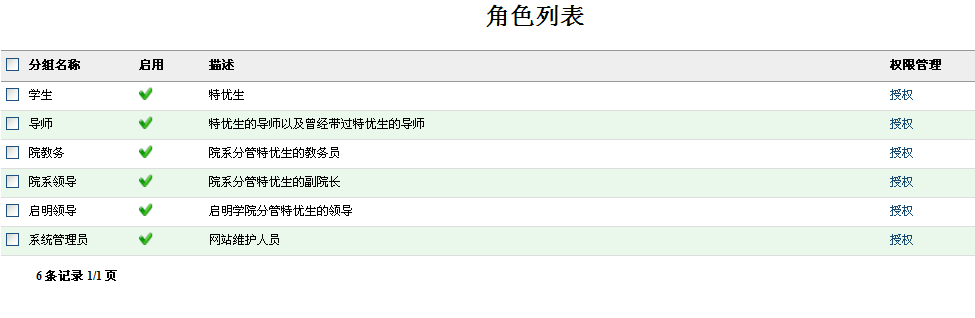 角色列表
分组名称 启用 描述 权限管理
学生 特优生 授权
导师 特优生的导师以及曾经带过特优生的导师 授权
院教务 院系分管特优生的教务员 授权
院系领导 院系分管特优生的副院长 授权
启明领导 启明学院分管特优生的领导 授权
系统管理员 网站维护人员 授权
6 条记录 1/1 页